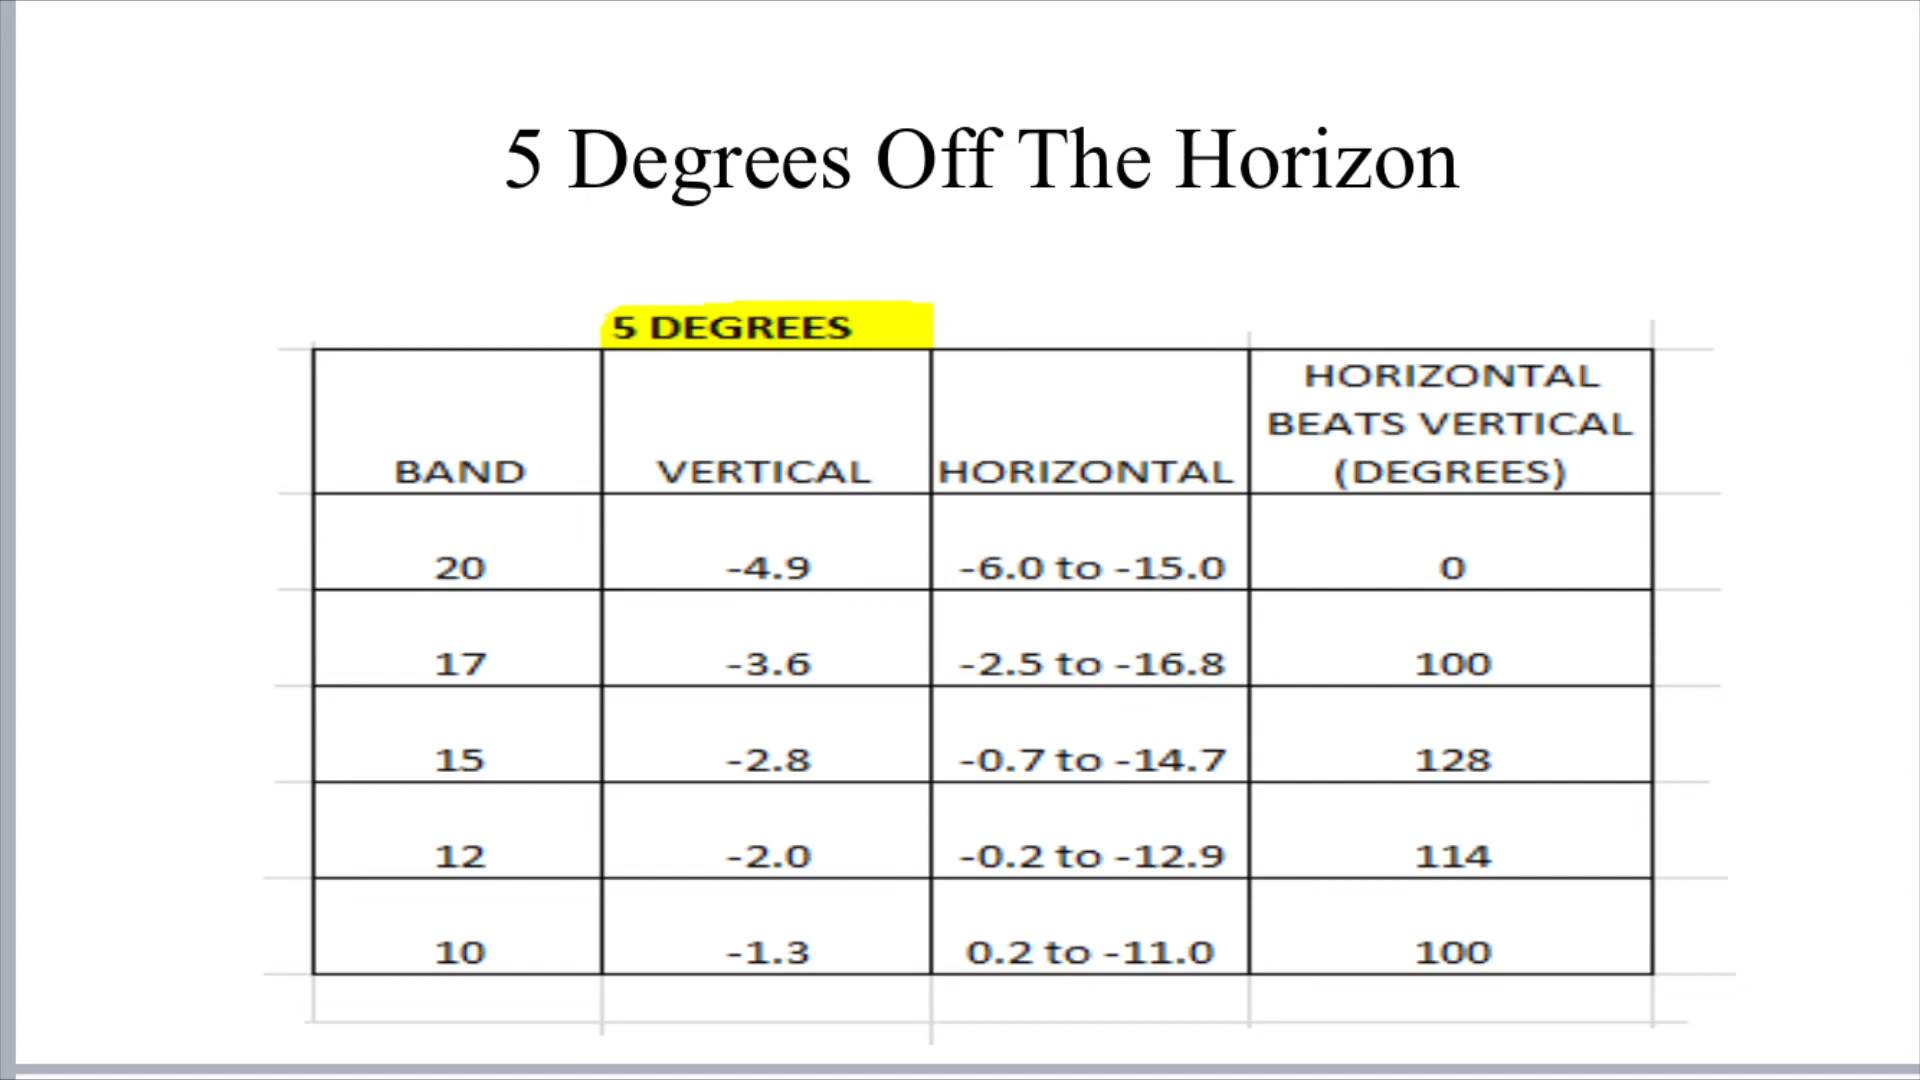 5 Degrees Off The Horizon
5 DEGREES
BAND VERTICAL HORIZONTAL HORIZONTAL BEATS VERTICAL (DEGREES)
20 -4.9 -6.0 to -15.0 0
17 -3.6 -2.5 to -16.8 100
15 -2.8 -0.7 to -14.7 128
12 -2.0 -0.2 to -12.9 114
10 -1.3 0.2 to -11.0 100